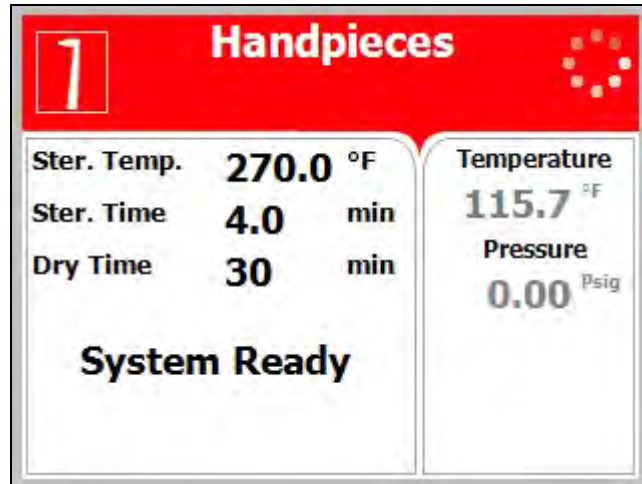 Handpieces
Ster. Temp. 270.0 °F
Ster. Time 4.0 min
Dry Time 30 min
System Ready
Temperature
115.7 °F
Pressure
0.00 Psig